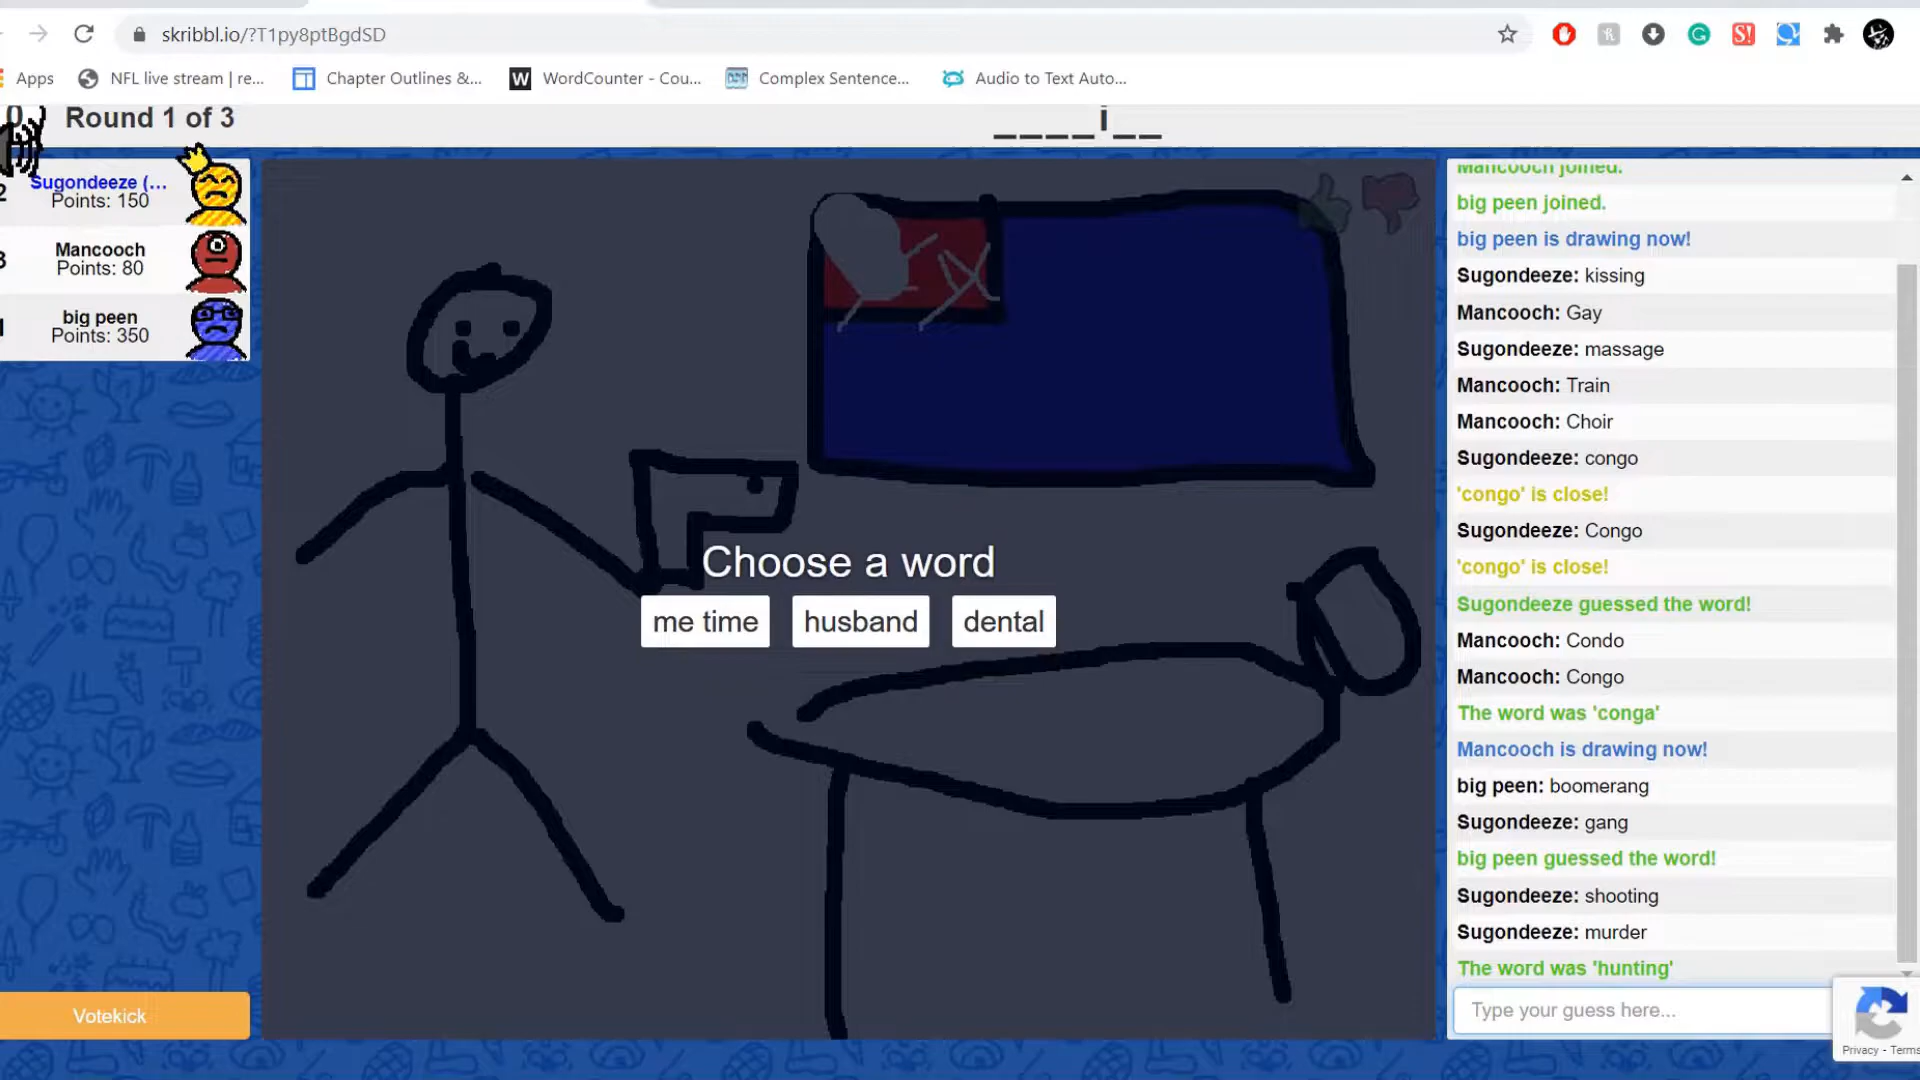 skribbl.io/?T1py8ptBgdSD
Apps
NFL live stream | re...
Chapter Outlines &...
WordCounter - Cou...
Complex Sentence...
Audio to Text Auto...
Round 1 of 3
____i__
Sugondeeze (...
Points: 150
Mancooch
Points: 80
big peen
Points: 350
Votekick
Choose a word
me time
husband
dental
Mancooch joined.
big peen joined.
big peen is drawing now!
Sugondeeze: kissing
Mancooch: Gay
Sugondeeze: massage
Mancooch: Train
Mancooch: Choir
Sugondeeze: congo
'congo' is close!
Sugondeeze: Congo
'congo' is close!
Sugondeeze guessed the word!
Mancooch: Condo
Mancooch: Congo
The word was 'conga'
Mancooch is drawing now!
big peen: boomerang
Sugondeeze: gang
big peen guessed the word!
Sugondeeze: shooting
Sugondeeze: murder
The word was 'hunting'
Type your guess here...
Privacy - Terms